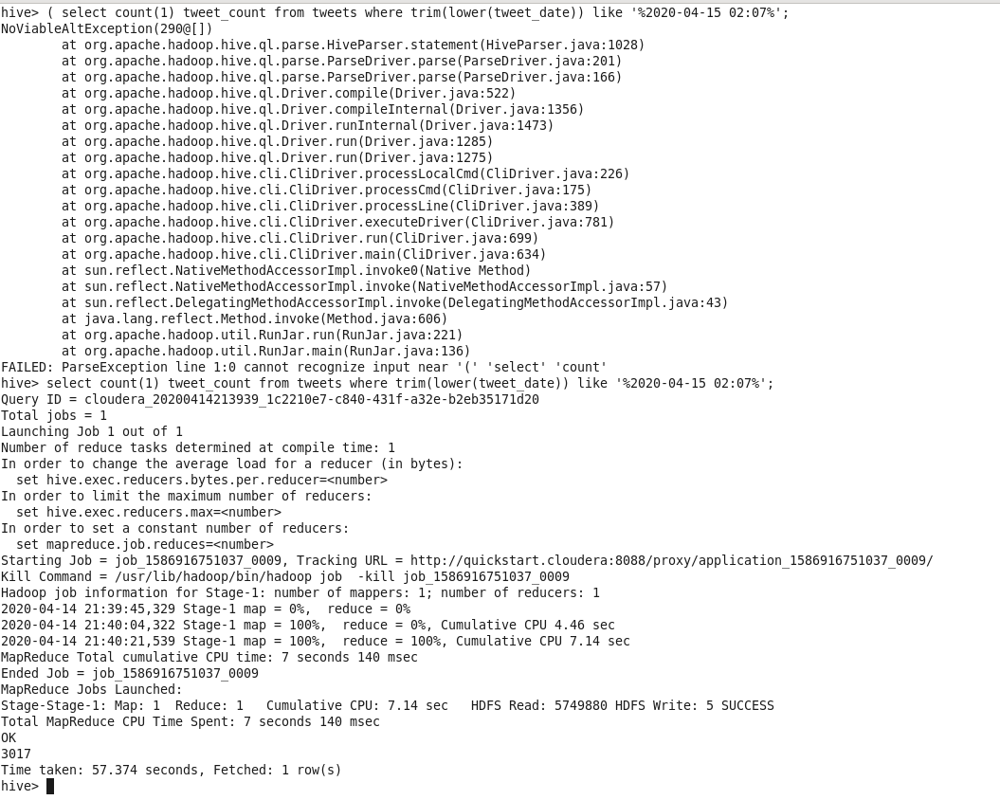 hive> ( select count(1) tweet_count from tweets where trim(lower(tweet_date)) like '%2020-04-15 02:07%';
NoViableAltException(290@[])
        at org.apache.hadoop.hive.ql.parse.HiveParser.statement(HiveParser.java:1028)
        at org.apache.hadoop.hive.ql.parse.ParseDriver.parse(ParseDriver.java:201)
        at org.apache.hadoop.hive.ql.parse.ParseDriver.parse(ParseDriver.java:166)
        at org.apache.hadoop.hive.ql.Driver.compile(Driver.java:522)
        at org.apache.hadoop.hive.ql.Driver.compileInternal(Driver.java:1356)
        at org.apache.hadoop.hive.ql.Driver.runInternal(Driver.java:1473)
        at org.apache.hadoop.hive.ql.Driver.run(Driver.java:1285)
        at org.apache.hadoop.hive.ql.Driver.run(Driver.java:1275)
        at org.apache.hadoop.hive.cli.CliDriver.processLocalCmd(CliDriver.java:226)
        at org.apache.hadoop.hive.cli.CliDriver.processCmd(CliDriver.java:175)
        at org.apache.hadoop.hive.cli.CliDriver.processLine(CliDriver.java:389)
        at org.apache.hadoop.hive.cli.CliDriver.executeDriver(CliDriver.java:781)
        at org.apache.hadoop.hive.cli.CliDriver.run(CliDriver.java:699)
        at org.apache.hadoop.hive.cli.CliDriver.main(CliDriver.java:634)
        at sun.reflect.NativeMethodAccessorImpl.invoke0(Native Method)
        at sun.reflect.NativeMethodAccessorImpl.invoke(NativeMethodAccessorImpl.java:57)
        at sun.reflect.DelegatingMethodAccessorImpl.invoke(DelegatingMethodAccessorImpl.java:43)
        at java.lang.reflect.Method.invoke(Method.java:606)
        at org.apache.hadoop.util.RunJar.run(RunJar.java:221)
        at org.apache.hadoop.util.RunJar.main(RunJar.java:136)
FAILED: ParseException line 1:0 cannot recognize input near '(' 'select' 'count'
hive> select count(1) tweet_count from tweets where trim(lower(tweet_date)) like '%2020-04-15 02:07%';
Query ID = cloudera_20200414213939_1c2210e7-c840-431f-a32e-b2eb35171d20
Total jobs = 1
Launching Job 1 out of 1
Number of reduce tasks determined at compile time: 1
In order to change the average load for a reducer (in bytes):
  set hive.exec.reducers.bytes.per.reducer=<number>
In order to limit the maximum number of reducers:
  set hive.exec.reducers.max=<number>
In order to set a constant number of reducers:
  set mapreduce.job.reduces=<number>
Starting Job = job_1586916751037_0009, Tracking URL = http://quickstart.cloudera:8088/proxy/application_1586916751037_0009/
Kill Command = /usr/lib/hadoop/bin/hadoop job  -kill job_1586916751037_0009
Hadoop job information for Stage-1: number of mappers: 1; number of reducers: 1
2020-04-14 21:39:45,329 Stage-1 map = 0%,  reduce = 0%
2020-04-14 21:40:04,322 Stage-1 map = 100%,  reduce = 0%, Cumulative CPU 4.46 sec
2020-04-14 21:40:21,539 Stage-1 map = 100%,  reduce = 100%, Cumulative CPU 7.14 sec
MapReduce Total cumulative CPU time: 7 seconds 140 msec
Ended Job = job_1586916751037_0009
MapReduce Jobs Launched:
Stage-Stage-1: Map: 1  Reduce: 1   Cumulative CPU: 7.14 sec   HDFS Read: 5749880 HDFS Write: 5 SUCCESS
Total MapReduce CPU Time Spent: 7 seconds 140 msec
OK
3017
Time taken: 57.374 seconds, Fetched: 1 row(s)
hive>